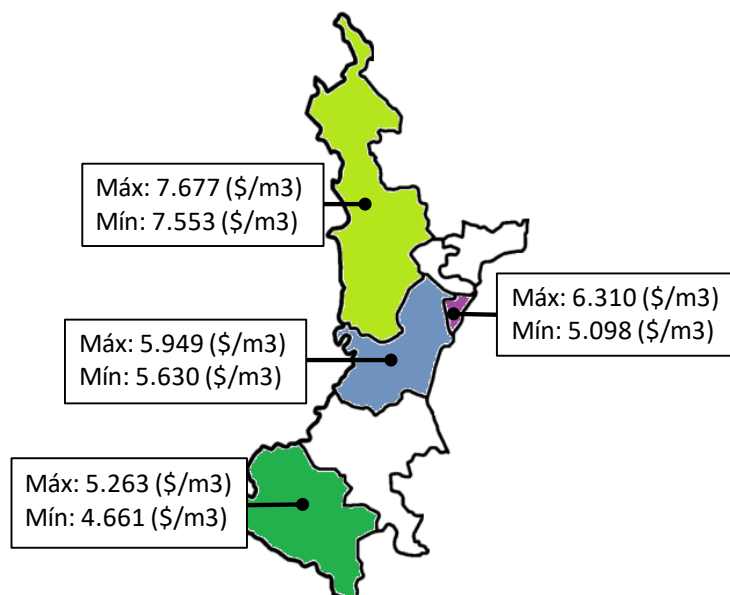 Máx: 7.677 ($/m3)
Mín: 7.553 ($/m3)
Máx: 6.310 ($/m3)
Mín: 5.098 ($/m3)
Máx: 5.949 ($/m3)
Mín: 5.630 ($/m3)
Máx: 5.263 ($/m3)
Mín: 4.661 ($/m3)